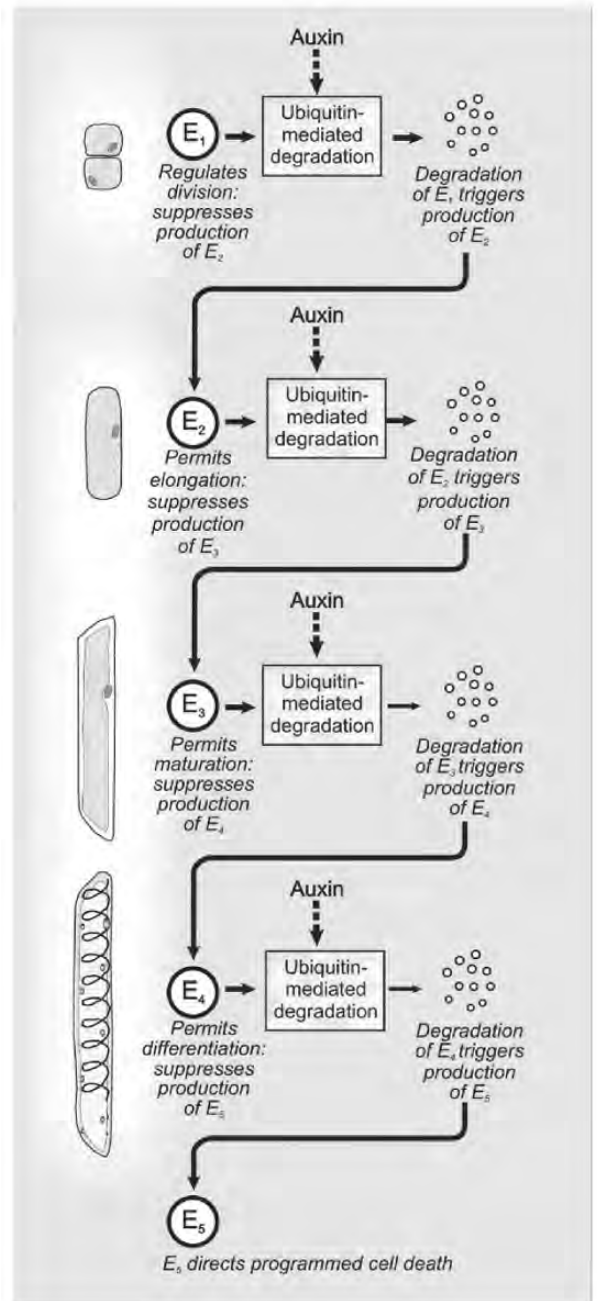 Auxin
E₁
Ubiquitin-
mediated
degradation
Regulates
division:
suppresses
production
of E₂
Degradation
of E₁ triggers
production
of E₂
Auxin
E₂
Ubiquitin-
mediated
degradation
Permits
elongation:
suppresses
production
of E₃
Degradation
of E₂ triggers
production
of E₃
Auxin
E₃
Ubiquitin-
mediated
degradation
Permits
maturation:
suppresses
production
of E₄
Degradation
of E₃ triggers
production
of E₄
Auxin
E₄
Ubiquitin-
mediated
degradation
Permits
differentiation:
suppresses
production
of E₅
Degradation
of E₄ triggers
production
of E₅
E₅
E₅ directs programmed cell death